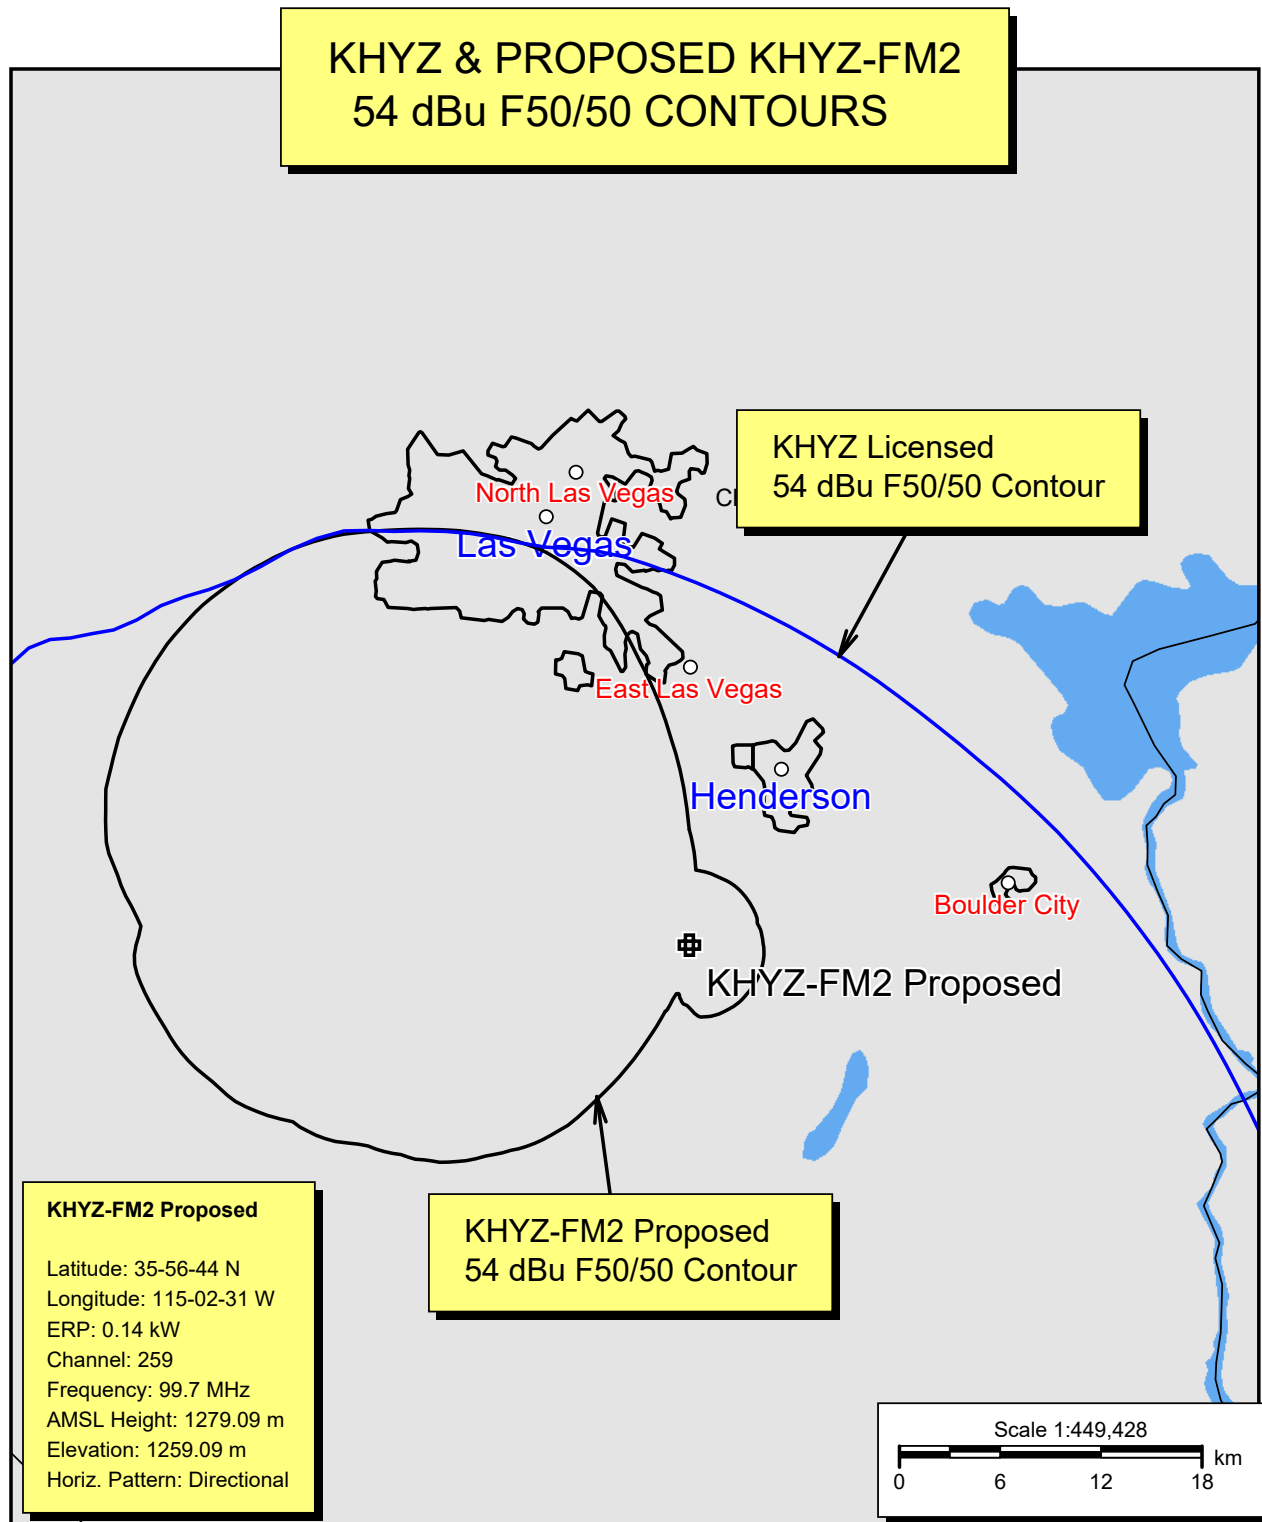 KHYZ & PROPOSED KHYZ-FM2
54 dBu F50/50 CONTOURS
KHYZ Licensed
54 dBu F50/50 Contour
North Las Vegas
Las Vegas
East Las Vegas
Henderson
Boulder City
KHYZ-FM2 Proposed
KHYZ-FM2 Proposed
54 dBu F50/50 Contour
KHYZ-FM2 Proposed
Latitude: 35-56-44 N
Longitude: 115-02-31 W
ERP: 0.14 kW
Channel: 259
Frequency: 99.7 MHz
AMSL Height: 1279.09 m
Elevation: 1259.09 m
Horiz. Pattern: Directional
Scale 1:449,428
km
0 6 12 18